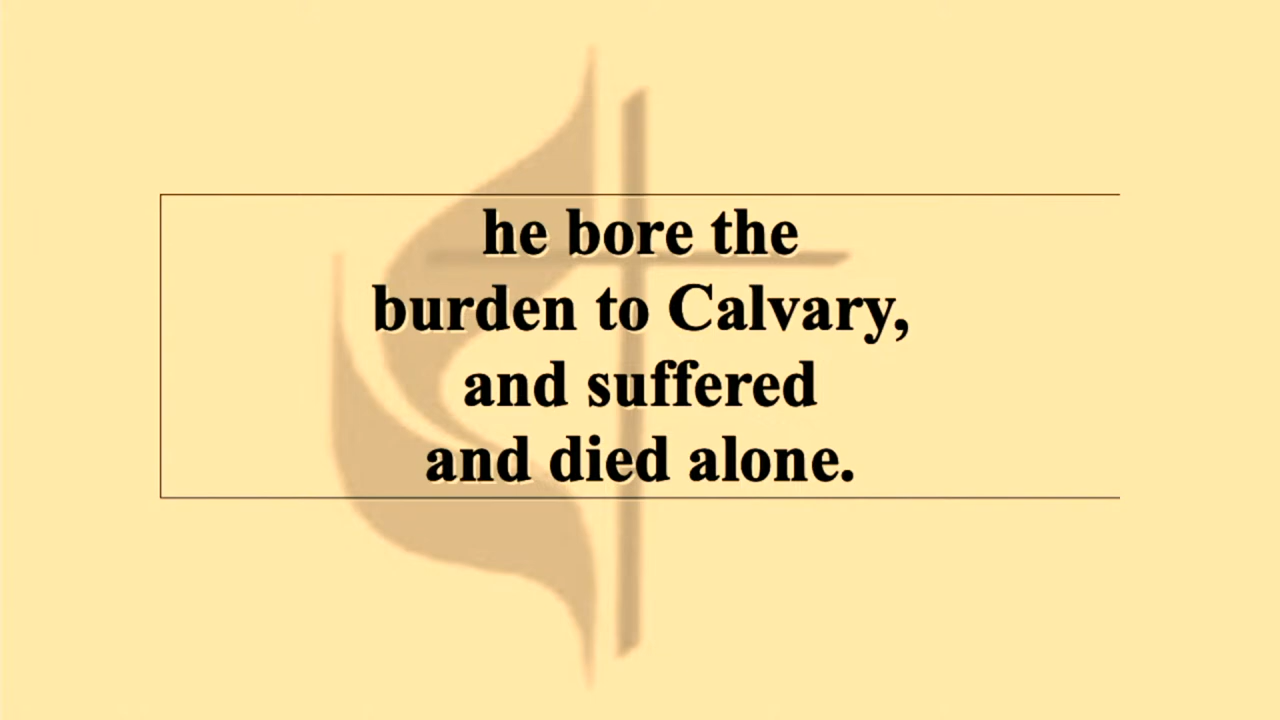 he bore the
burden to Calvary,
and suffered
and died alone.